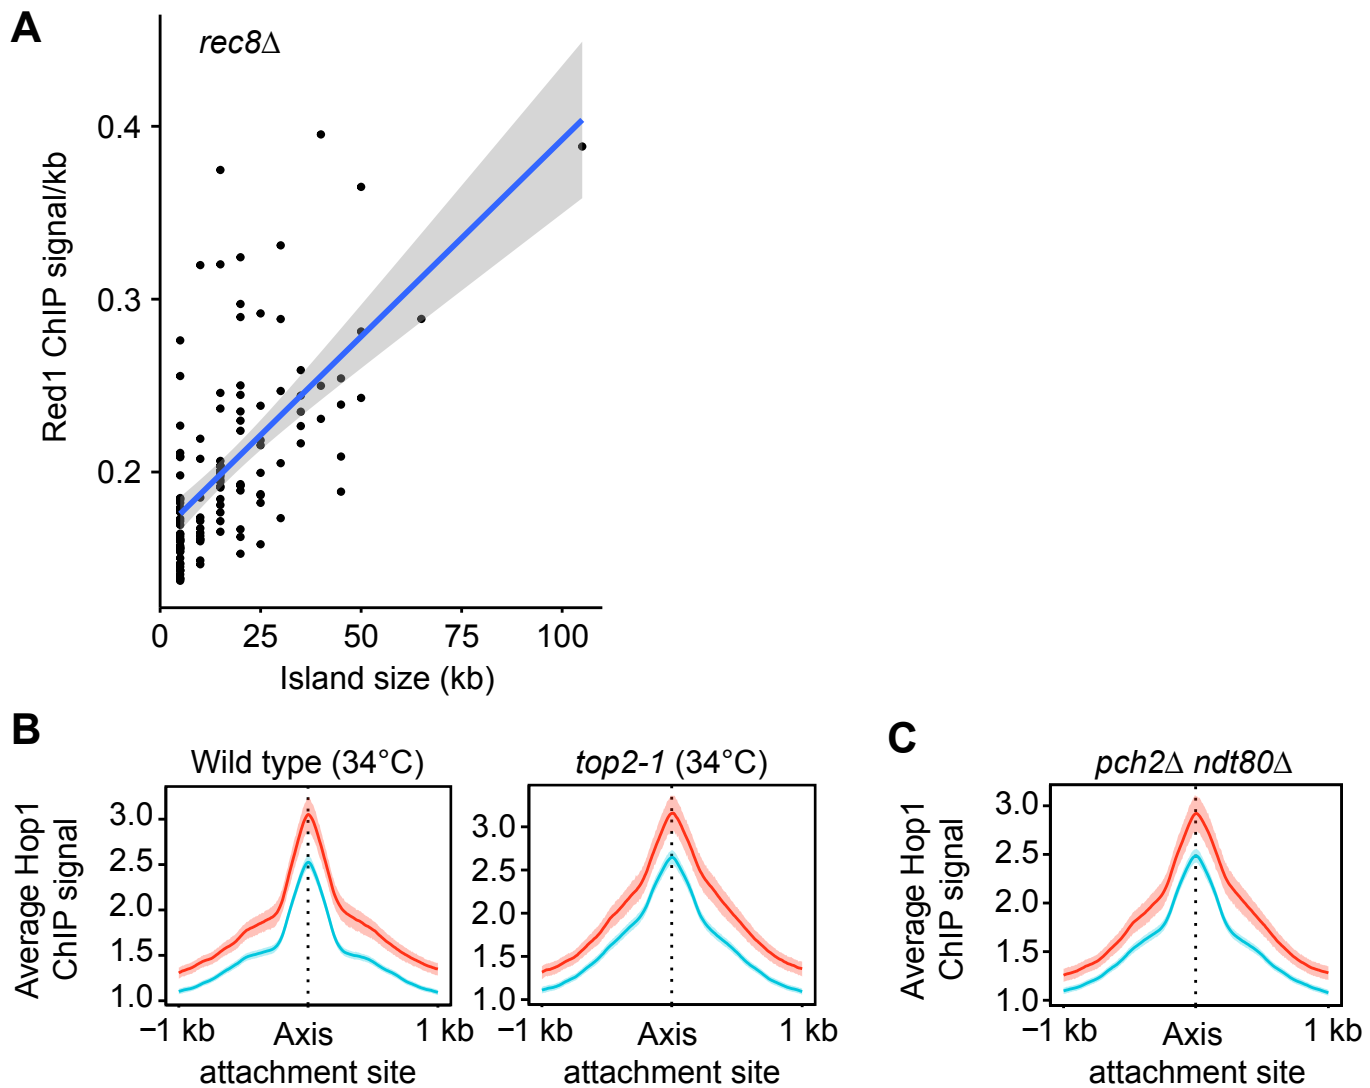 A
rec8Δ
Red1 ChIP signal/kb
0.4
0.3
0.2
0
25
50
75
100
Island size (kb)
B
Wild type (34°C)
Average Hop1
ChIP signal
3.0
2.5
2.0
1.5
1.0
−1 kb
Axis
attachment site
1 kb
top2-1 (34°C)
3.0
2.5
2.0
1.5
1.0
−1 kb
Axis
attachment site
1 kb
C
pch2Δ ndt80Δ
Average Hop1
ChIP signal
3.0
2.5
2.0
1.5
1.0
−1 kb
Axis
attachment site
1 kb